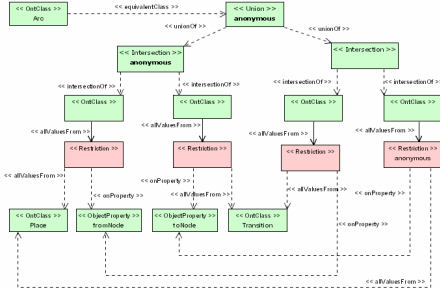 << OntClass >>
Arc
<< equivalentClass >>
<< Union >>
anonymous
<< unionOf >>
<< unionOf >>
<< Intersection >>
anonymous
<< Intersection >>
<< intersectionOf >>
<< intersectionOf >>
<< intersectionOf >>
<< intersectionOf >>
<< OntClass >>
<< OntClass >>
<< OntClass >>
<< OntClass >>
<< allValuesFrom >>
<< allValuesFrom >>
<< allValuesFrom >>
<< allValuesFrom >>
<< Restriction >>
<< Restriction >>
<< Restriction >>
<< Restriction >>
anonymous
<< allValuesFrom >>
<< onProperty >>
<< onProperty >>
<< allValuesFrom >>
<< allValuesFrom >>
<< onProperty >>
<< OntClass >>
Place
<< ObjectProperty >>
fromNode
<< ObjectProperty >>
toNode
<< OntClass >>
Transition
<< onProperty >>
<< allValuesFrom >>